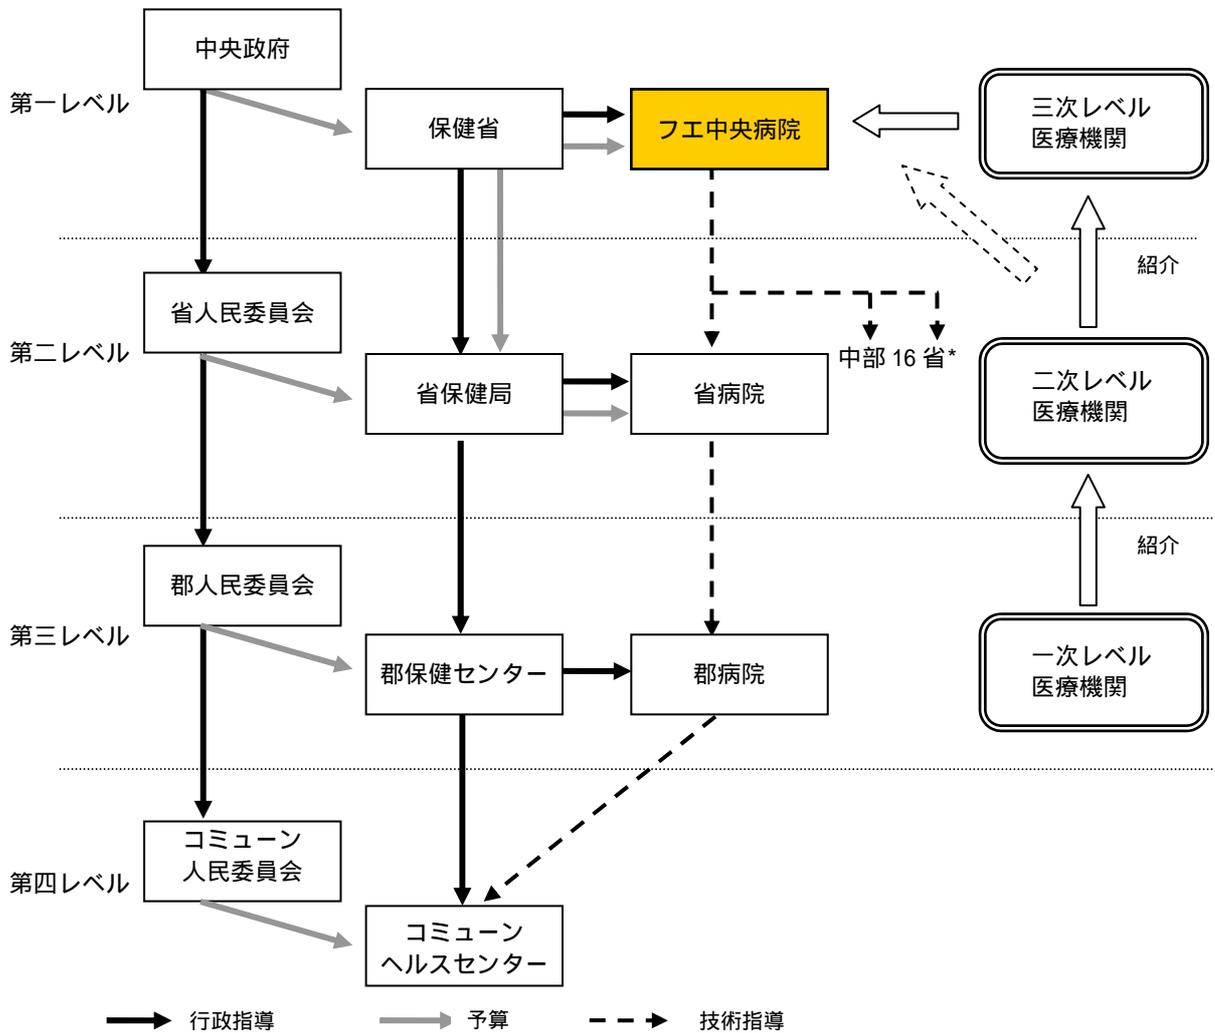 中央政府
第一レベル
保健省
フエ中央病院
三次レベル
医療機関
紹介
省人民委員会
第二レベル
中部 16 省*
省保健局
省病院
二次レベル
医療機関
紹介
郡人民委員会
第三レベル
郡保健センター
郡病院
一次レベル
医療機関
コミューン
人民委員会
第四レベル
コミューン
ヘルスセンター
行政指導
予算
技術指導